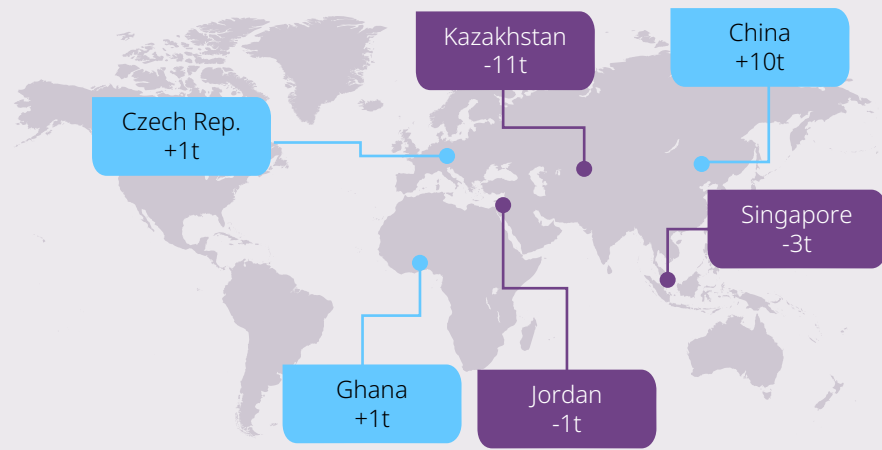 Kazakhstan
-11t
China
+10t
Czech Rep.
+1t
Singapore
-3t
Ghana
+1t
Jordan
-1t